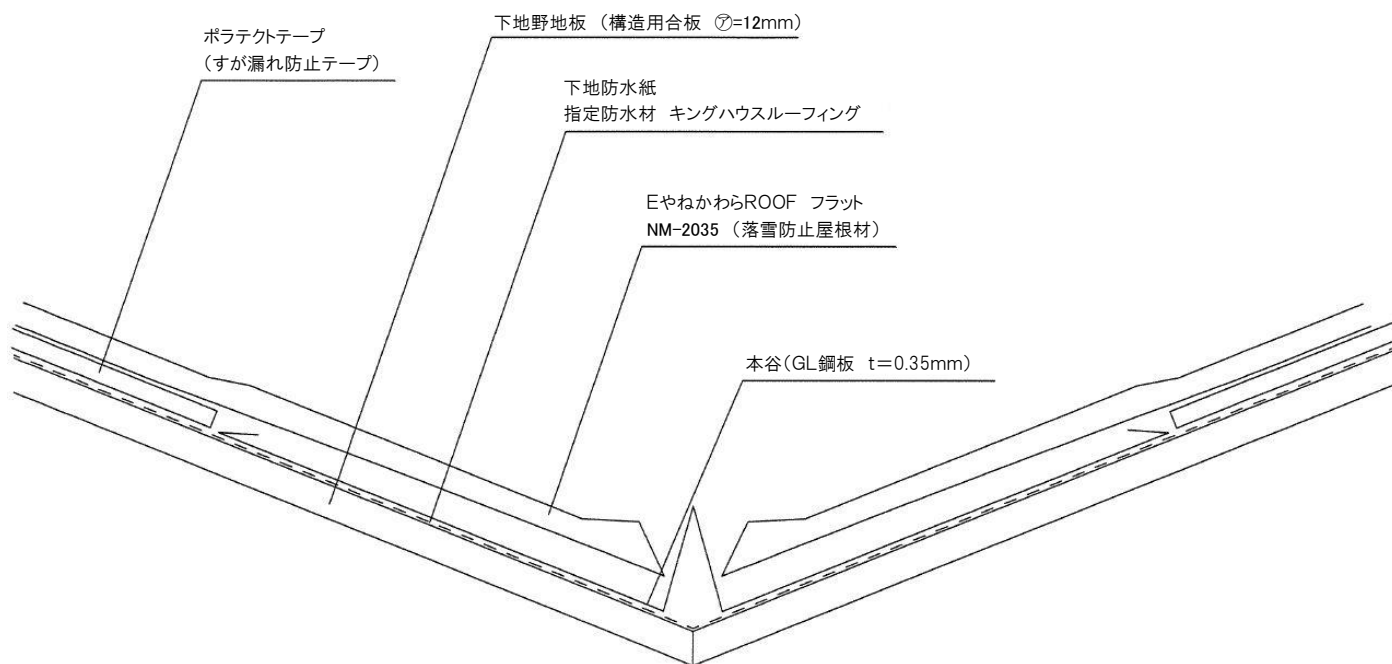 下地野地板 (構造用合板 ㋐=12mm)
ポラテクトテープ
(すが漏れ防止テープ)
下地防水紙
指定防水材 キングハウスルーフィング
EやねかわらROOF フラット
NM-2035 (落雪防止屋根材)
本谷(GL鋼板 t=0.35mm)